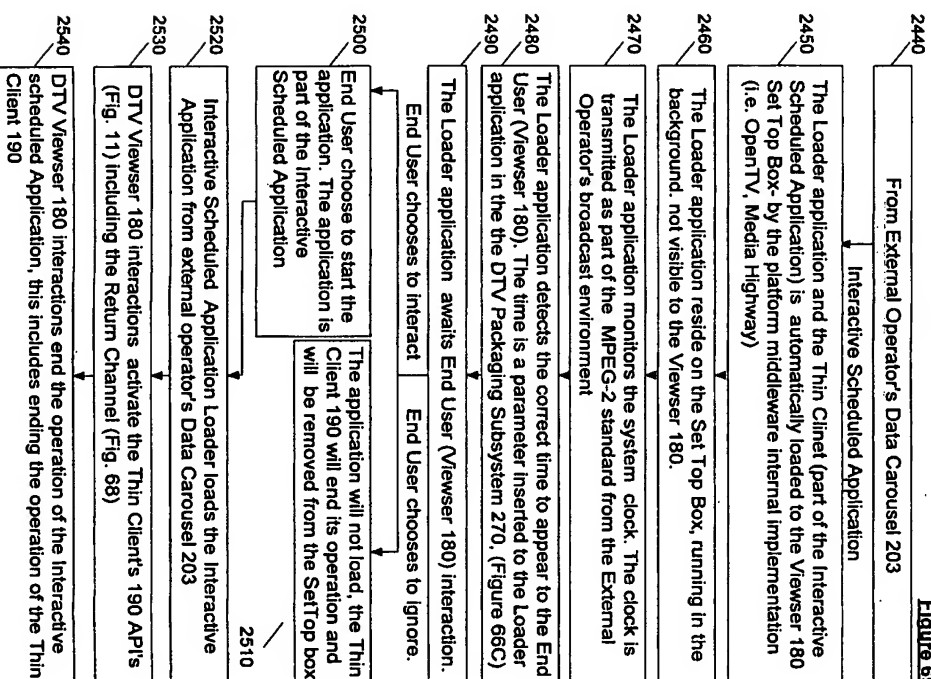 Figure 6
2440
From External Operator's Data Carousel 203
Interactive Scheduled Application
2450
The Loader application and the Thin Clinet (part of the Interactive
Scheduled Application) is automatically loaded to the Viewser 180
Set Top Box- by the platform middleware internal implementation
(i.e. OpenTV, Media Highway)
2460
The Loader application reside on the Set Top Box, running in the
background. not visible to the Viewser 180.
2470
The Loader application monitors the system clock. The clock is
transmitted as part of the MPEG-2 standard from the External
Operator's broadcast environment
2480
The Loader application detects the correct time to appear to the End
User (Viewser 180). The time is a parameter inserted to the Loader
application in the the DTV Packaging Subsystem 270, (Figure 66C)
2490
The Loader application awaits End User (Viewser 180) interaction.
End User chooses to interact
End User chooses to ignore.
2500
End User choose to start the
application. The application is
part of the Interactive
Scheduled Application
The application will not load, the Thin
Client 190 will end its operation and
will be removed from the SetTop box
2510
2520
Interactive Scheduled Application Loader loads the Interactive
Application from external operator's Data Carousel 203
2530
DTV Viewser 180 interactions activate the Thin Client's 190 API's
(Fig. 11) including the Return Channel (Fig. 68)
2540
DTV Viewser 180 interactions end the operation of the Interactive
scheduled Application, this includes ending the operation of the Thin
Client 190